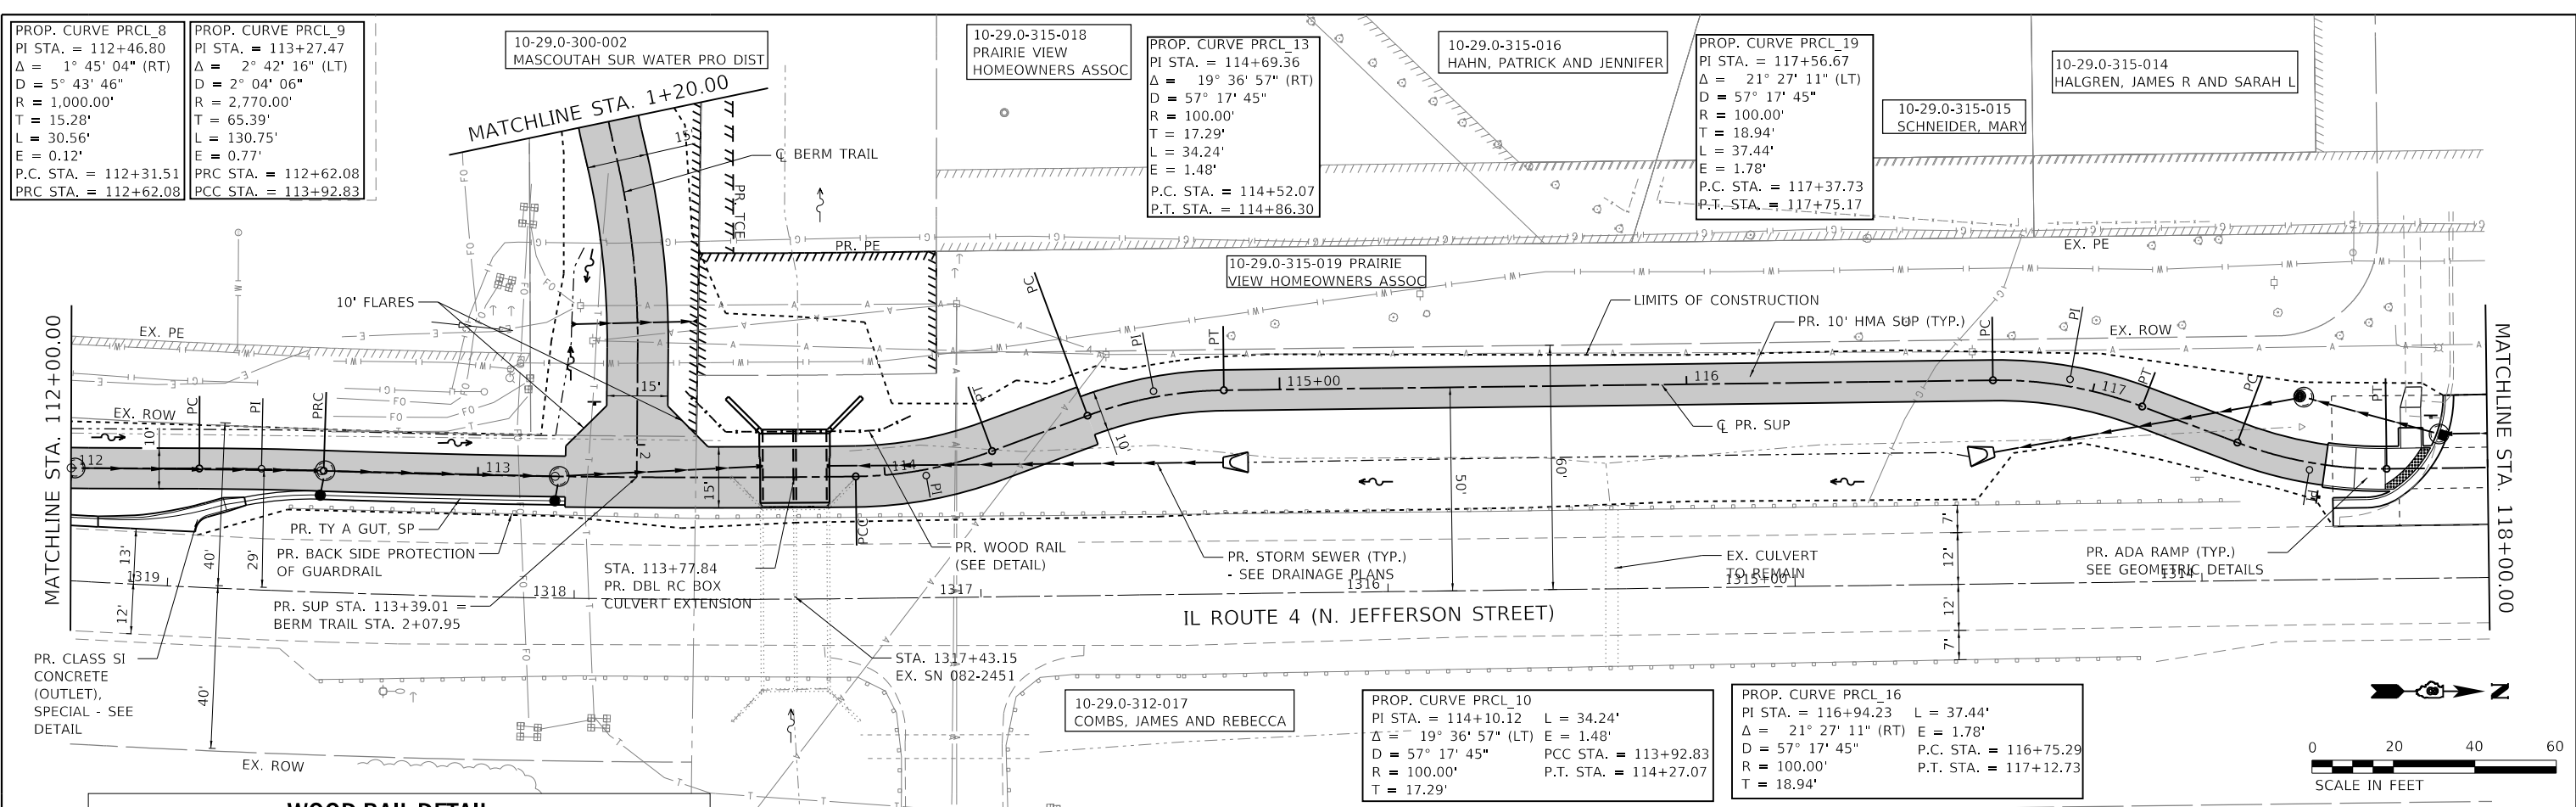 PROP. CURVE PRCL_8
PI STA. = 112+46.80
Δ = 1° 45' 04" (RT)
D = 5° 43' 46"
R = 1,000.00'
T = 15.28'
L = 30.56'
E = 0.12'
P.C. STA. = 112+31.51
PRC STA. = 112+62.08
PROP. CURVE PRCL_9
PI STA. = 113+27.47
Δ = 2° 42' 16" (LT)
D = 2° 04' 06"
R = 2,770.00'
T = 65.39'
L = 130.75'
E = 0.77'
PRC STA. = 112+62.08
PCC STA. = 113+92.83
10-29.0-300-002
MASCOUTAH SUR WATER PRO DIST
10-29.0-315-018
PRAIRIE VIEW
HOMEOWNERS ASSOC
PROP. CURVE PRCL_13
PI STA. = 114+69.36
Δ = 19° 36' 57" (RT)
D = 57° 17' 45"
R = 100.00'
T = 17.29'
L = 34.24'
E = 1.48'
P.C. STA. = 114+52.07
P.T. STA. = 114+86.30
10-29.0-315-016
HAHN, PATRICK AND JENNIFER
PROP. CURVE PRCL_19
PI STA. = 117+56.67
Δ = 21° 27' 11" (LT)
D = 57° 17' 45"
R = 100.00'
T = 18.94'
L = 37.44'
E = 1.78'
P.C. STA. = 117+37.73
P.T. STA. = 117+75.17
10-29.0-315-015
SCHNEIDER, MARY
10-29.0-315-014
HALGREN, JAMES R AND SARAH L
MATCHLINE STA. 1+20.00
15'
℄ BERM TRAIL
PR. TCE
PR. PE
EX. PE
10-29.0-315-019 PRAIRIE
VIEW HOMEOWNERS ASSOC
10' FLARES
LIMITS OF CONSTRUCTION
PR. 10' HMA SUP (TYP.)
EX. ROW
EX. PE
MATCHLINE STA. 112+00.00
EX. ROW
PC
PI
PRC
15'
PT
PC
PI
PT
PC
PI
PT
PC
PT
MATCHLINE STA. 118+00.00
115+00
116
117
℄ PR. SUP
10'
10'
112
113
2
15'
114
PI
PCC
50'
60'
PI
PR. TY A GUT, SP
PR. BACK SIDE PROTECTION
OF GUARDRAIL
13'
40'
29'
12'
1319
1318
1317
1316
1315+00
1314
STA. 113+77.84
PR. DBL RC BOX
CULVERT EXTENSION
PR. WOOD RAIL
(SEE DETAIL)
PR. STORM SEWER (TYP.)
- SEE DRAINAGE PLANS
EX. CULVERT
TO REMAIN
7'
12'
12'
7'
PR. ADA RAMP (TYP.)
SEE GEOMETRIC DETAILS
PR. SUP STA. 113+39.01 =
BERM TRAIL STA. 2+07.95
IL ROUTE 4 (N. JEFFERSON STREET)
PR. CLASS SI
CONCRETE
(OUTLET),
SPECIAL - SEE
DETAIL
40'
STA. 1317+43.15
EX. SN 082-2451
EX. ROW
10-29.0-312-017
COMBS, JAMES AND REBECCA
PROP. CURVE PRCL_10
PI STA. = 114+10.12 L = 34.24'
Δ = 19° 36' 57" (LT) E = 1.48'
D = 57° 17' 45" PCC STA. = 113+92.83
R = 100.00' P.T. STA. = 114+27.07
T = 17.29'
PROP. CURVE PRCL_16
PI STA. = 116+94.23 L = 37.44'
Δ = 21° 27' 11" (RT) E = 1.78'
D = 57° 17' 45" P.C. STA. = 116+75.29
R = 100.00' P.T. STA. = 117+12.73
T = 18.94'
N
0 20 40 60
SCALE IN FEET
WOOD RAIL DETAIL